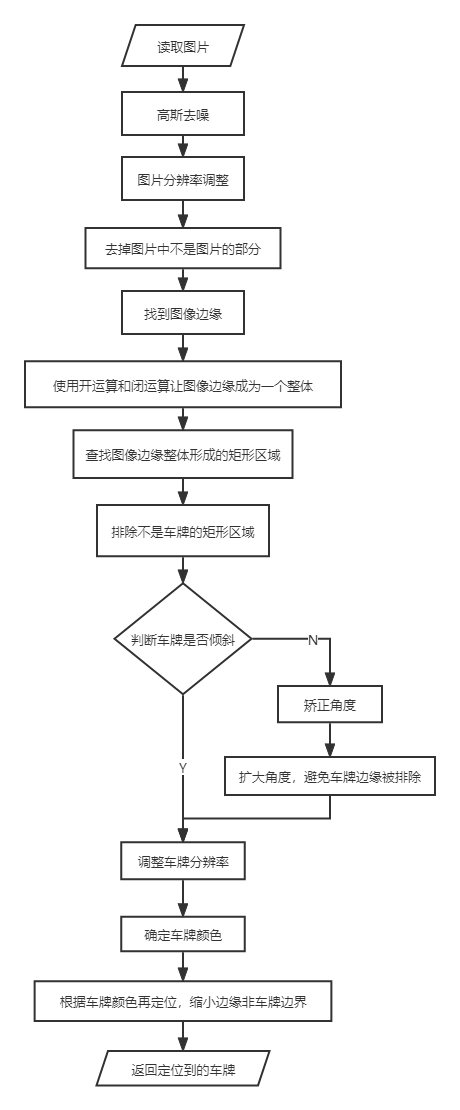 读取图片
高斯去噪
图片分辨率调整
去掉图片中不是图片的部分
找到图像边缘
使用开运算和闭运算让图像边缘成为一个整体
查找图像边缘整体形成的矩形区域
排除不是车牌的矩形区域
判断车牌是否倾斜
N
矫正角度
Y
扩大角度，避免车牌边缘被排除
调整车牌分辨率
确定车牌颜色
根据车牌颜色再定位，缩小边缘非车牌边界
返回定位到的车牌